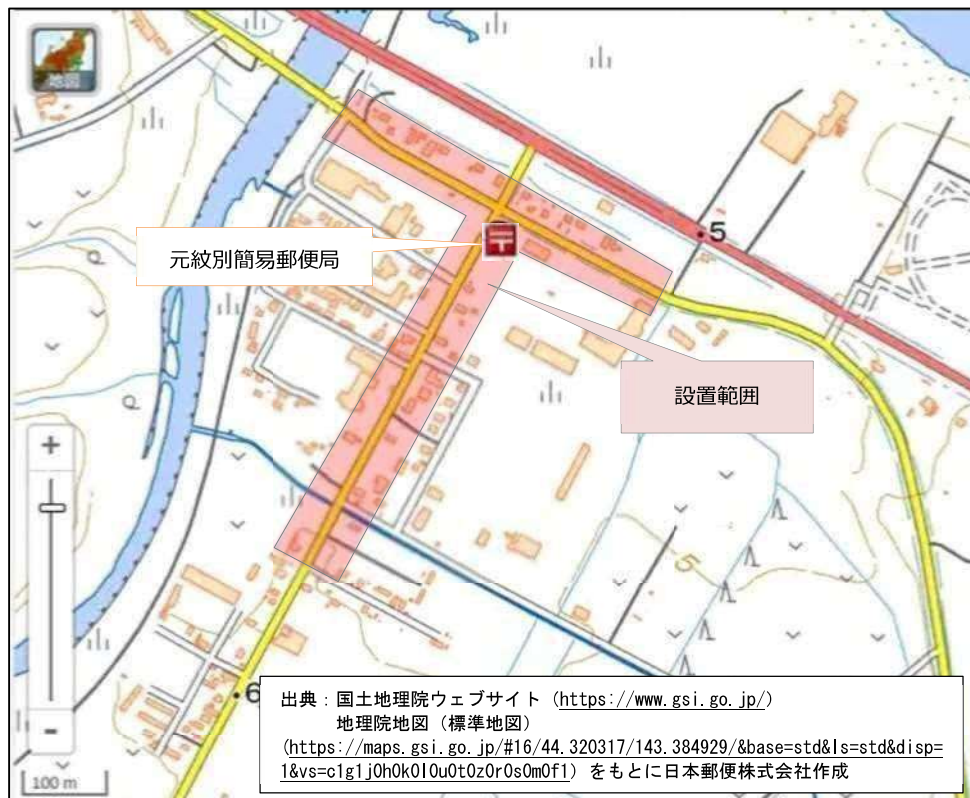 地図
5
元紋別簡易郵便局
〒
設置範囲
+
5
-
6
100 m
出典：国土地理院ウェブサイト（https://www.gsi.go.jp/）
地理院地図（標準地図）
(https://maps.gsi.go.jp/#16/44.320317/143.384929/&base=std&ls=std&disp=
1&vs=c1g1j0h0k0l0u0t0z0r0s0m0f1）をもとに日本郵便株式会社作成